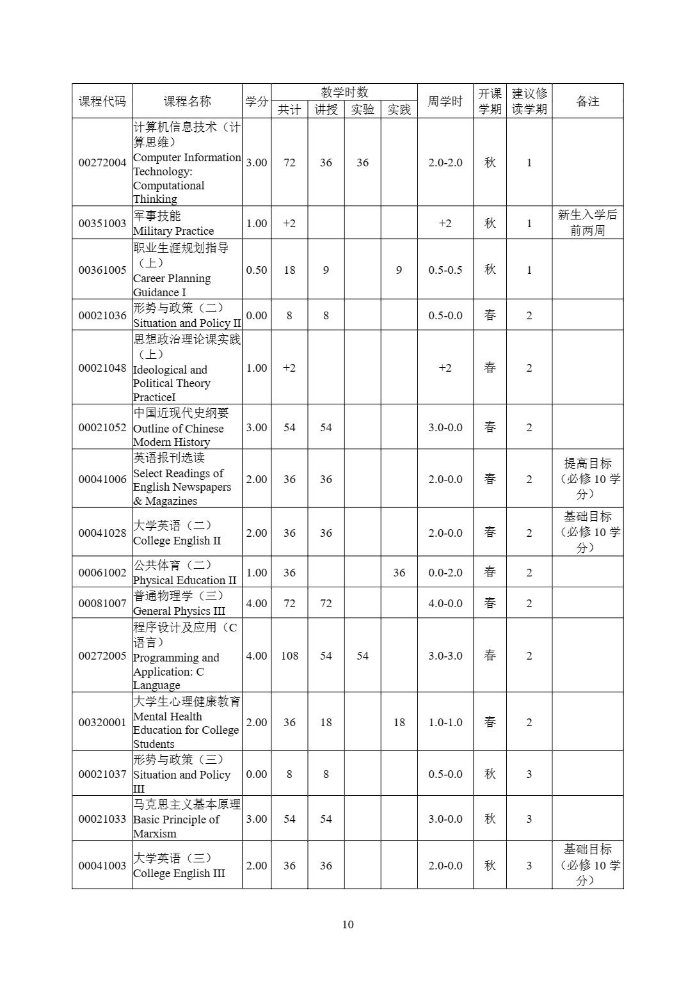 课程代码 课程名称 学分 教学时数 周学时 开课学期 建议修读学期 备注
共计 讲授 实验 实践
00272004 计算机信息技术（计算思维） Computer Information Technology: Computational Thinking 3.00 72 36 36 2.0-2.0 秋 1
00351003 军事技能 Military Practice 1.00 +2 +2 秋 1 新生入学后前两周
00361005 职业生涯规划指导（上） Career Planning Guidance I 0.50 18 9 9 0.5-0.5 秋 1
00021036 形势与政策（二） Situation and Policy II 0.00 8 8 0.5-0.0 春 2
00021048 思想政治理论课实践（上） Ideological and Political Theory PracticeI 1.00 +2 +2 春 2
00021052 中国近现代史纲要 Outline of Chinese Modern History 3.00 54 54 3.0-0.0 春 2
00041006 英语报刊选读 Select Readings of English Newspapers & Magazines 2.00 36 36 2.0-0.0 春 2 提高目标（必修 10 学分）
00041028 大学英语（二） College English II 2.00 36 36 2.0-0.0 春 2 基础目标（必修 10 学分）
00061002 公共体育（二） Physical Education II 1.00 36 36 0.0-2.0 春 2
00081007 普通物理学（三） General Physics III 4.00 72 72 4.0-0.0 春 2
00272005 程序设计及应用（C 语言） Programming and Application: C Language 4.00 108 54 54 3.0-3.0 春 2
00320001 大学生心理健康教育 Mental Health Education for College Students 2.00 36 18 18 1.0-1.0 春 2
00021037 形势与政策（三） Situation and Policy III 0.00 8 8 0.5-0.0 秋 3
00021033 马克思主义基本原理 Basic Principle of Marxism 3.00 54 54 3.0-0.0 秋 3
00041003 大学英语（三） College English III 2.00 36 36 2.0-0.0 秋 3 基础目标（必修 10 学分）
10